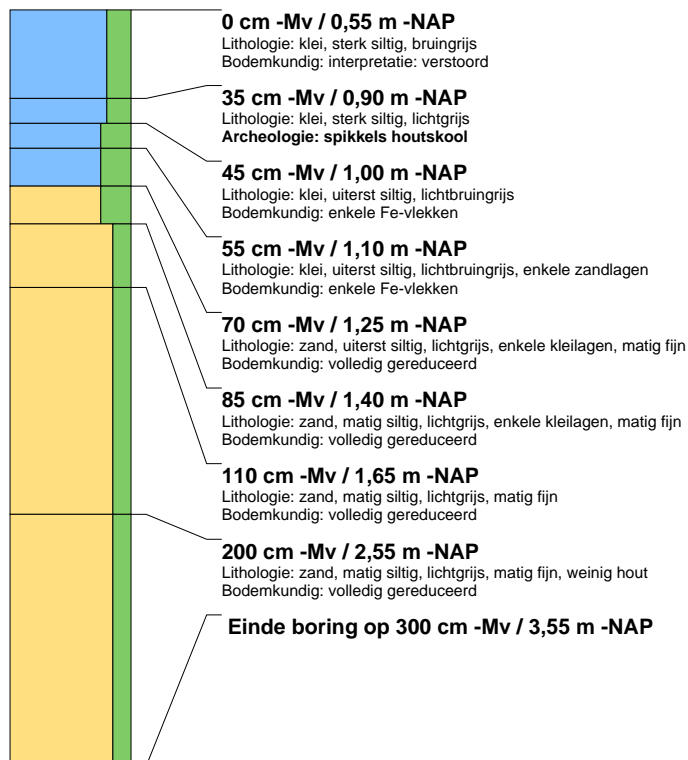 0 cm -Mv / 0,55 m -NAP
Lithologie: klei, sterk siltig, bruingrijs
Bodemkundig: interpretatie: verstoord
35 cm -Mv / 0,90 m -NAP
Lithologie: klei, sterk siltig, lichtgrijs
Archeologie: spikkels houtskool
45 cm -Mv / 1,00 m -NAP
Lithologie: klei, uiterst siltig, lichtbruingrijs
Bodemkundig: enkele Fe-vlekken
55 cm -Mv / 1,10 m -NAP
Lithologie: klei, uiterst siltig, lichtbruingrijs, enkele zandlagen
Bodemkundig: enkele Fe-vlekken
70 cm -Mv / 1,25 m -NAP
Lithologie: zand, uiterst siltig, lichtgrijs, enkele kleilagen, matig fijn
Bodemkundig: volledig gereduceerd
85 cm -Mv / 1,40 m -NAP
Lithologie: zand, matig siltig, lichtgrijs, enkele kleilagen, matig fijn
Bodemkundig: volledig gereduceerd
110 cm -Mv / 1,65 m -NAP
Lithologie: zand, matig siltig, lichtgrijs, matig fijn
Bodemkundig: volledig gereduceerd
200 cm -Mv / 2,55 m -NAP
Lithologie: zand, matig siltig, lichtgrijs, matig fijn, weinig hout
Bodemkundig: volledig gereduceerd
Einde boring op 300 cm -Mv / 3,55 m -NAP